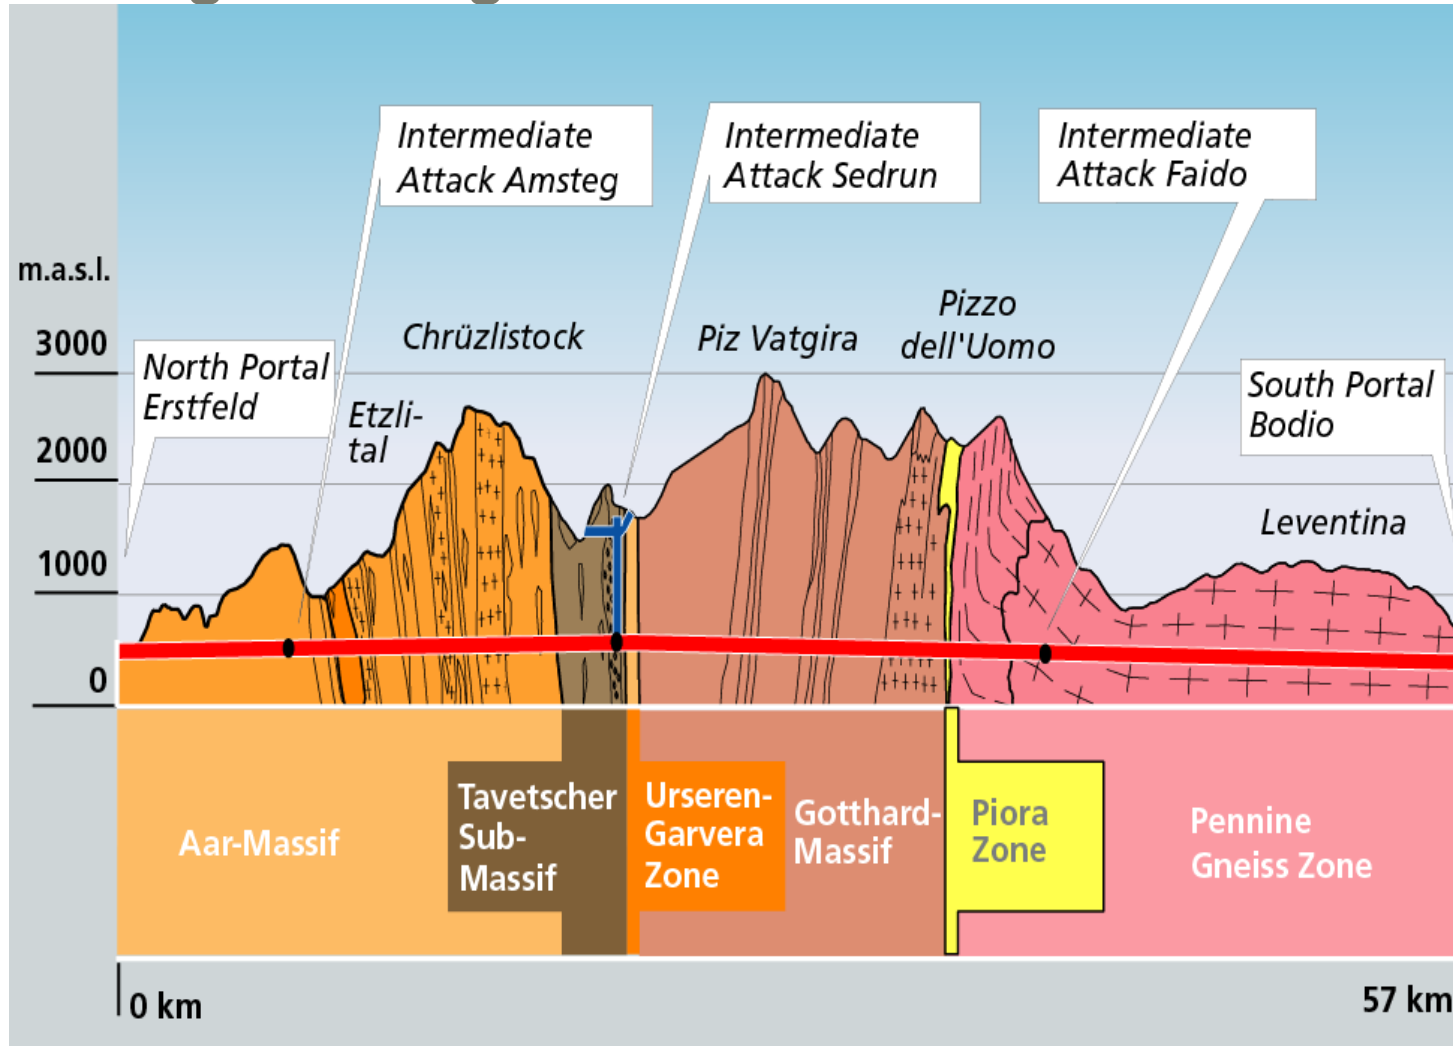 Intermediate
Attack Amsteg
Intermediate
Attack Sedrun
Intermediate
Attack Faido
m.a.s.l.
3000
2000
1000
0
North Portal
Erstfeld
Etzli-
tal
Chrüzlistock
Piz Vatgira
Pizzo
dell'Uomo
South Portal
Bodio
Leventina
Aar-Massif
Tavetscher
Sub-
Massif
Urseren-
Garvera
Zone
Gotthard-
Massif
Piora
Zone
Pennine
Gneiss Zone
0 km
57 km